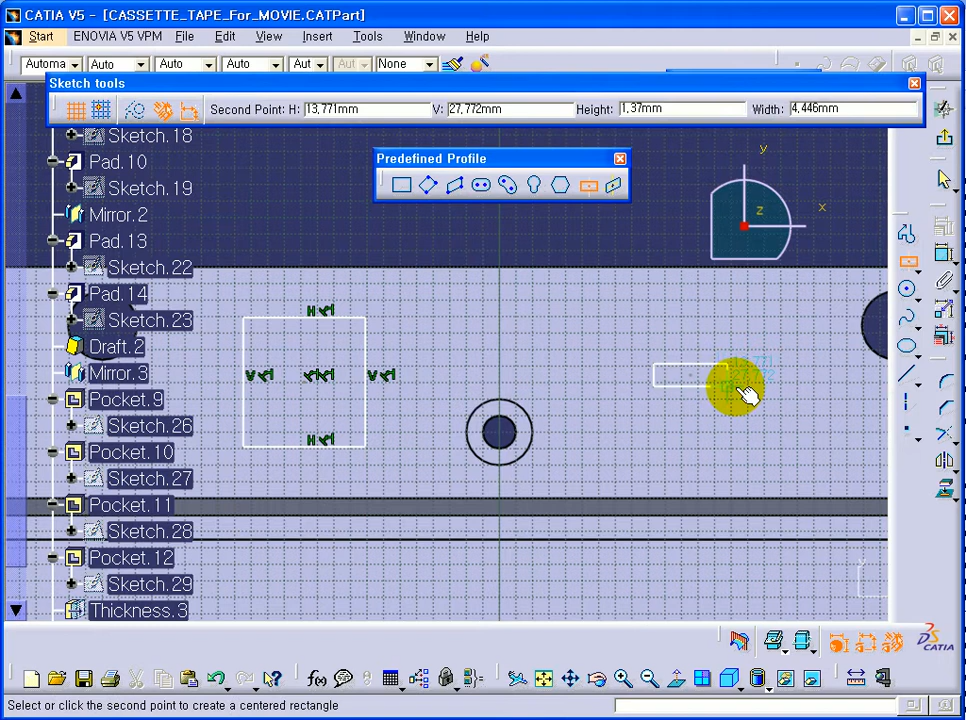 CATIA V5 - [CASSETTE_TAPE_For_MOVIE.CATPart]
Start ENOVIA V5 VPM File Edit View Insert Tools Window Help
Automa Auto Auto Auto Aut Aut None
Sketch tools
Second Point: H: 13,771mm V: 27,772mm Height: 1,37mm Width: 4,446mm
Predefined Profile
Sketch.18
Pad.10
Sketch.19
Mirror.2
Pad.13
Sketch.22
Pad.14
Sketch.23
Draft.2
Mirror.3
Pocket.9
Sketch.26
Pocket.10
Sketch.27
Pocket.11
Sketch.28
Pocket.12
Sketch.29
Thickness.3
y
x
z
H
V
V
H
CATIA
f(x)
Select or click the second point to create a centered rectangle